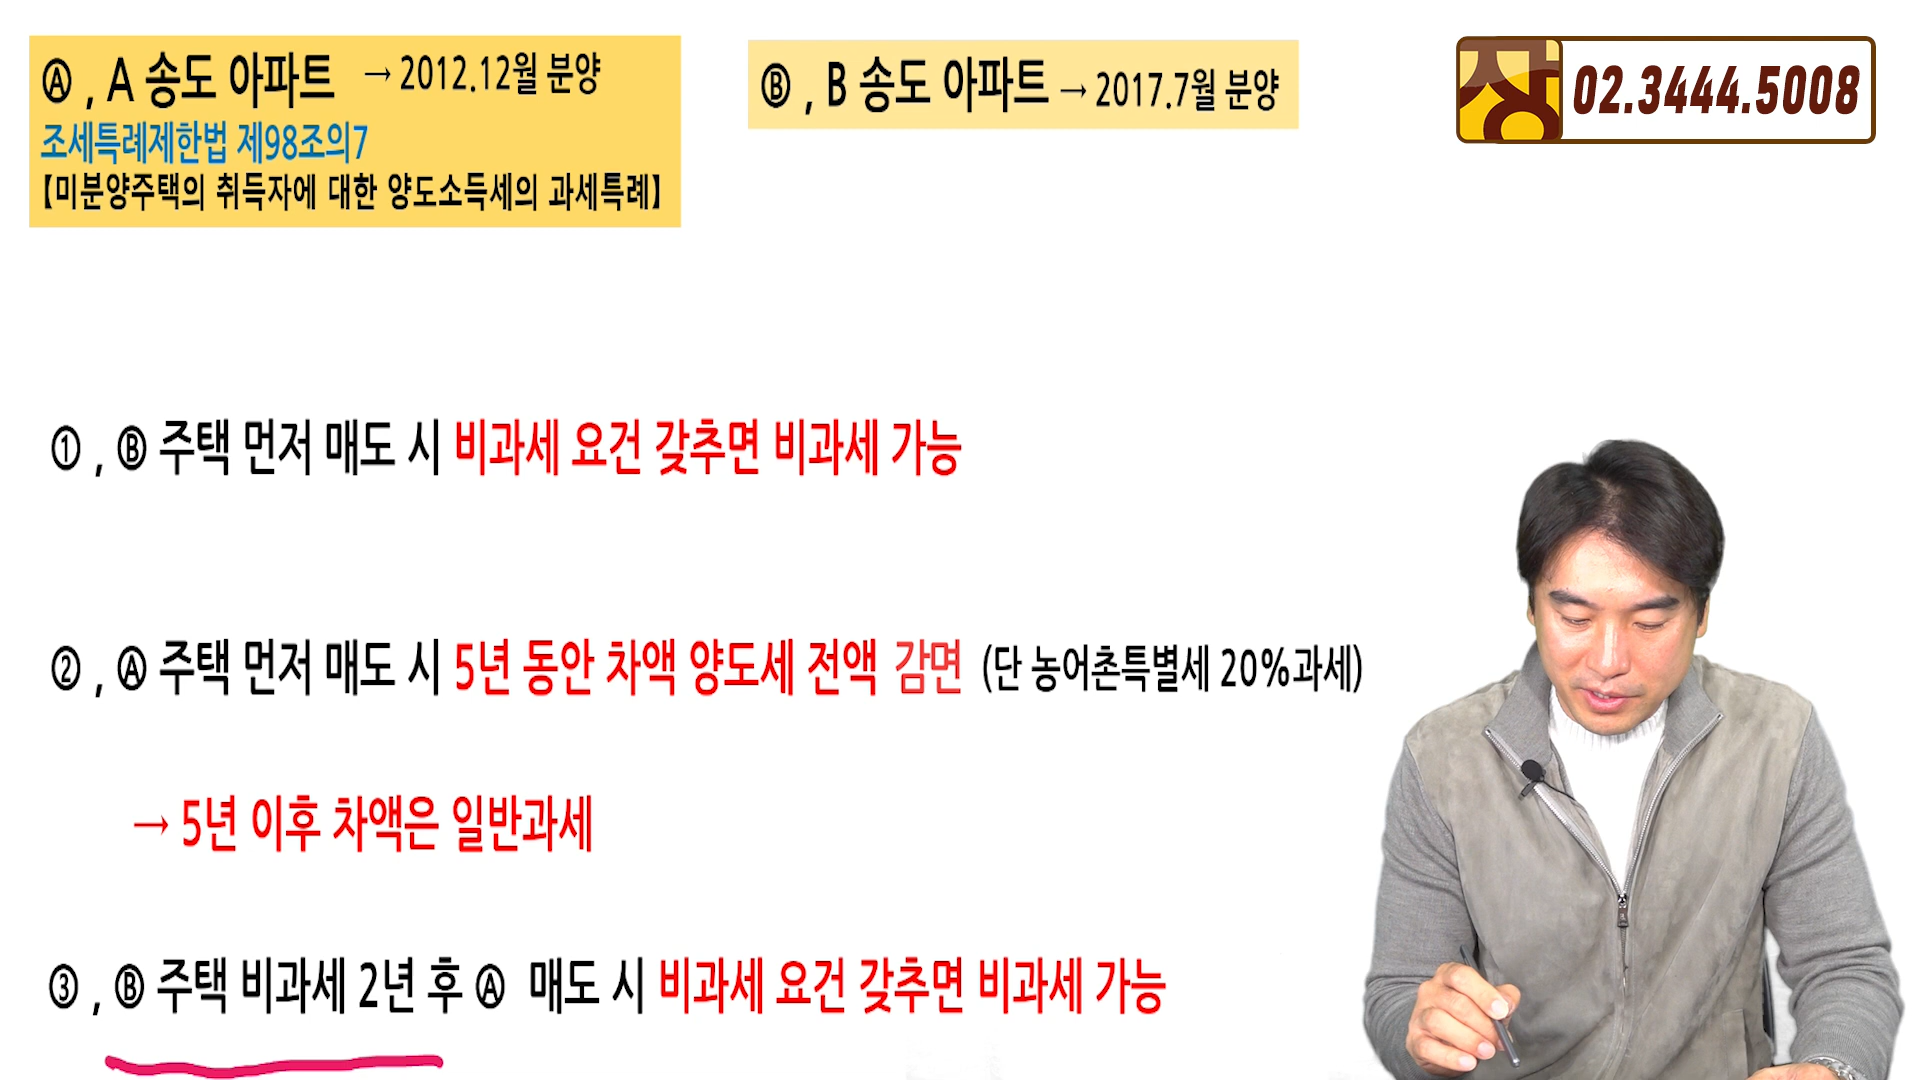 Ⓐ , A 송도 아파트 → 2012.12월 분양
조세특례제한법 제98조의7
【미분양주택의 취득자에 대한 양도소득세의 과세특례】
Ⓑ , B 송도 아파트 → 2017.7월 분양
상 02.3444.5008
① , Ⓑ 주택 먼저 매도 시 비과세 요건 갖추면 비과세 가능
② , Ⓐ 주택 먼저 매도 시 5년 동안 차액 양도세 전액 감면 (단 농어촌특별세 20%과세)
→ 5년 이후 차액은 일반과세
③ , Ⓑ 주택 비과세 2년 후 Ⓐ 매도 시 비과세 요건 갖추면 비과세 가능